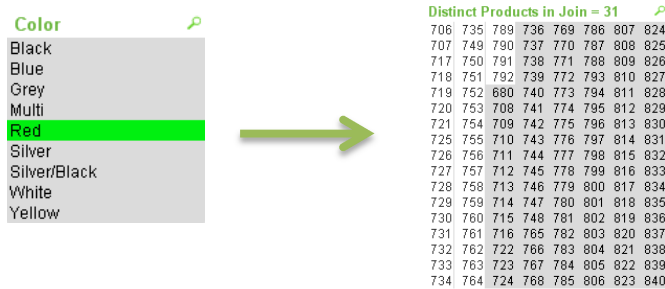 Color
Black
Blue
Grey
Multi
Red
Silver
Silver/Black
White
Yellow
Distinct Products in Join = 31
706 735 789 736 769 786 807 824
707 749 790 737 770 787 808 825
717 750 791 738 771 788 809 826
718 751 792 739 772 793 810 827
719 752 680 740 773 794 811 828
720 753 708 741 774 795 812 829
721 754 709 742 775 796 813 830
725 755 710 743 776 797 814 831
726 756 711 744 777 798 815 832
727 757 712 745 778 799 816 833
728 758 713 746 779 800 817 834
729 759 714 747 780 801 818 835
730 760 715 748 781 802 819 836
731 761 716 765 782 803 820 837
732 762 722 766 783 804 821 838
733 763 723 767 784 805 822 839
734 764 724 768 785 806 823 840